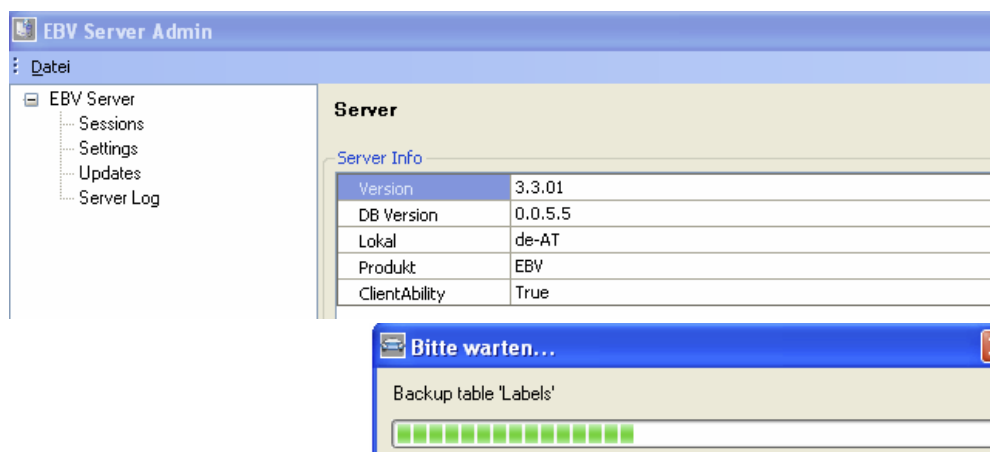 EBV Server Admin
Datei
EBV Server
Sessions
Settings
Updates
Server Log
Server
Server Info
Version 3.3.01
DB Version 0.0.5.5
Lokal de-AT
Produkt EBV
ClientAbility True
Bitte warten...
Backup table 'Labels'